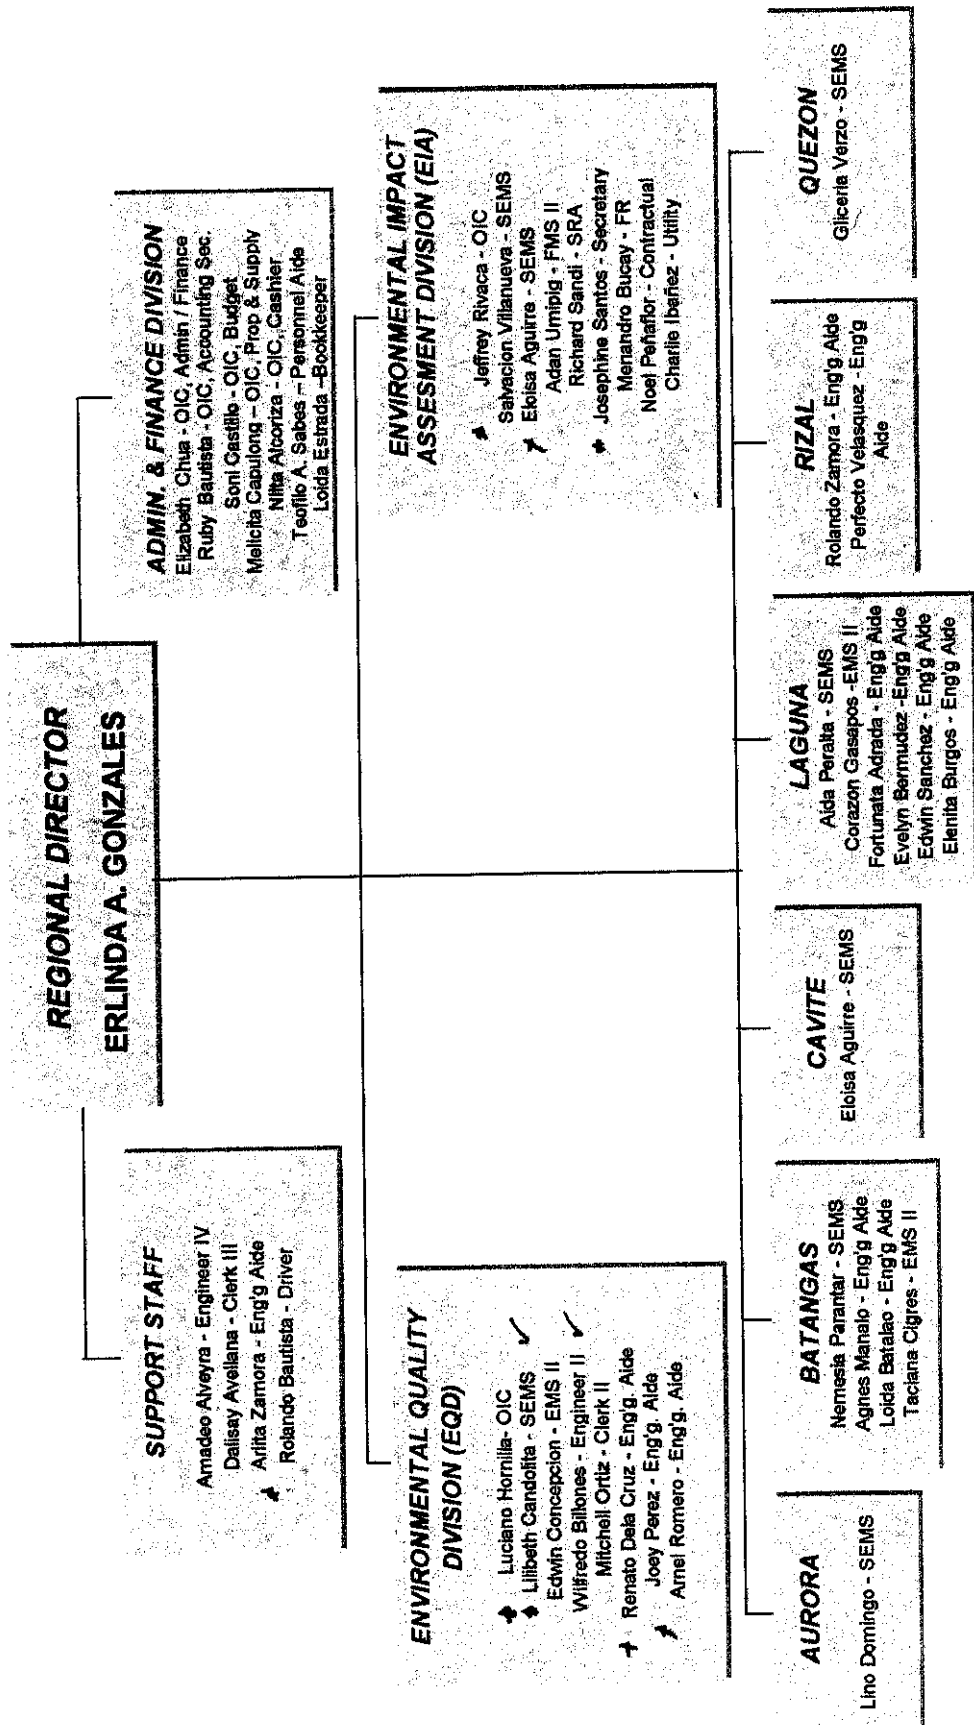 REGIONAL DIRECTOR
ERLINDA A. GONZALES
SUPPORT STAFF
Amadeo Alveyra - Engineer IV
Dalisay Avellana - Clerk III
Arlita Zamora - Eng'g Aide
Rolando Bautista - Driver
ADMIN. & FINANCE DIVISION
Elizabeth Chua - OIC, Admin / Finance
Ruby Bautista - OIC, Accounting Sec.
Soni Castillo - OIC, Budget
Melicita Capulong - OIC, Prop & Supply
Nilta Alcoriza - OIC, Cashier
Teofilo A. Sabes - Personnel Aide
Loida Estrada - Bookkeeper
ENVIRONMENTAL QUALITY
DIVISION (EQD)
Luciano Hornilla- OIC
Lilibeth Candolita - SEMS
Edwin Concepcion - EMS II
Wilfredo Billones - Engineer II
Mitchell Ortiz - Clerk II
Renato Dela Cruz - Eng'g. Aide
Joey Perez - Eng'g. Aide
Arnel Romero - Eng'g. Aide
ENVIRONMENTAL IMPACT
ASSESMENT DIVISION (EIA)
Jeffrey Rivaca - OIC
Salvacion Villanueva - SEMS
Eloisa Aguirre - SEMS
Adan Umipig - FMS II
Richard Sandi - SRA
Josephine Santos - Secretary
Menandro Bucay - FR
Noel Peñaflor - Contractual
Charlie Ibañez - Utility
AURORA
Lino Domingo - SEMS
BATANGAS
Nemesia Parantar - SEMS
Agnes Manalo - Eng'g Aide
Loida Batalao - Eng'g Aide
Taciana Cigres - EMS II
CAVITE
Eloisa Aguirre - SEMS
LAGUNA
Aida Peralta - SEMS
Corazon Gasapos -EMS II
Fortunata Adrada - Eng'g Aide
Evelyn Bermudez -Eng'g Aide
Edwin Sanchez - Eng'g Aide
Elenita Burgos - Eng'g Aide
RIZAL
Rolando Zamora - Eng'g Aide
Perfecto Velasquez - Eng'g
Aide
QUEZON
Gliceria Verzo - SEMS